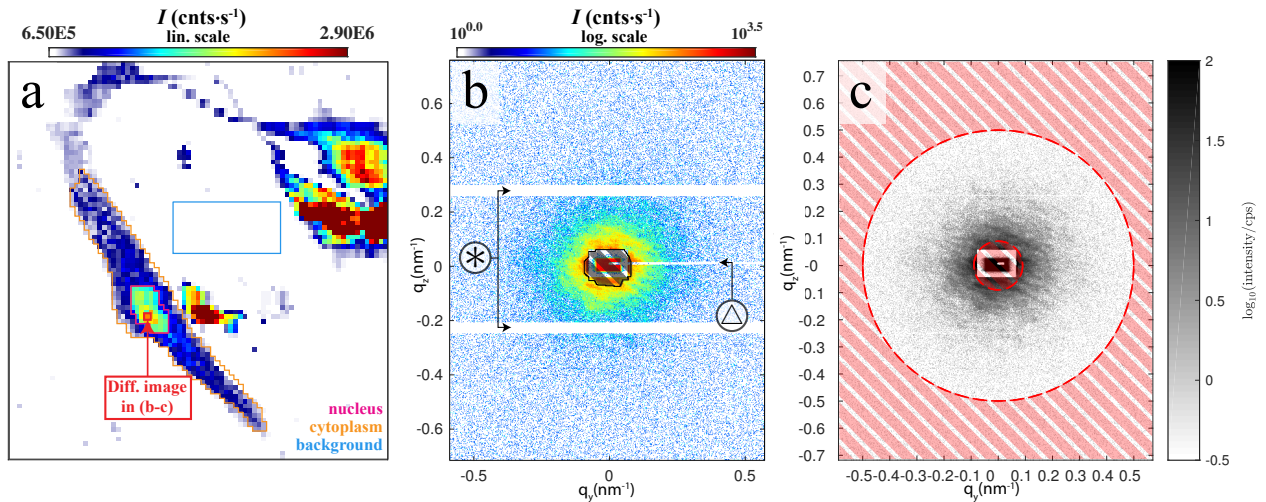 I (cnts·s⁻¹)
6.50E5 lin. scale 2.90E6
a
Diff. image
in (b-c)
nucleus
cytoplasm
background
I (cnts·s⁻¹)
10^0.0 log. scale 10^3.5
b
0.6
0.4
0.2
0
-0.2
-0.4
-0.6
q_z(nm⁻¹)
-0.5 0 0.5
q_y(nm⁻¹)
c
0.7
0.6
0.5
0.4
0.3
0.2
0.1
-0
-0.1
-0.2
-0.3
-0.4
-0.5
-0.6
-0.7
q_z(nm⁻¹)
-0.5 -0.4 -0.3 -0.2 -0.1 0 0.1 0.2 0.3 0.4 0.5
q_y(nm⁻¹)
2
1.5
1
0.5
0
-0.5
log₁₀(intensity/cps)